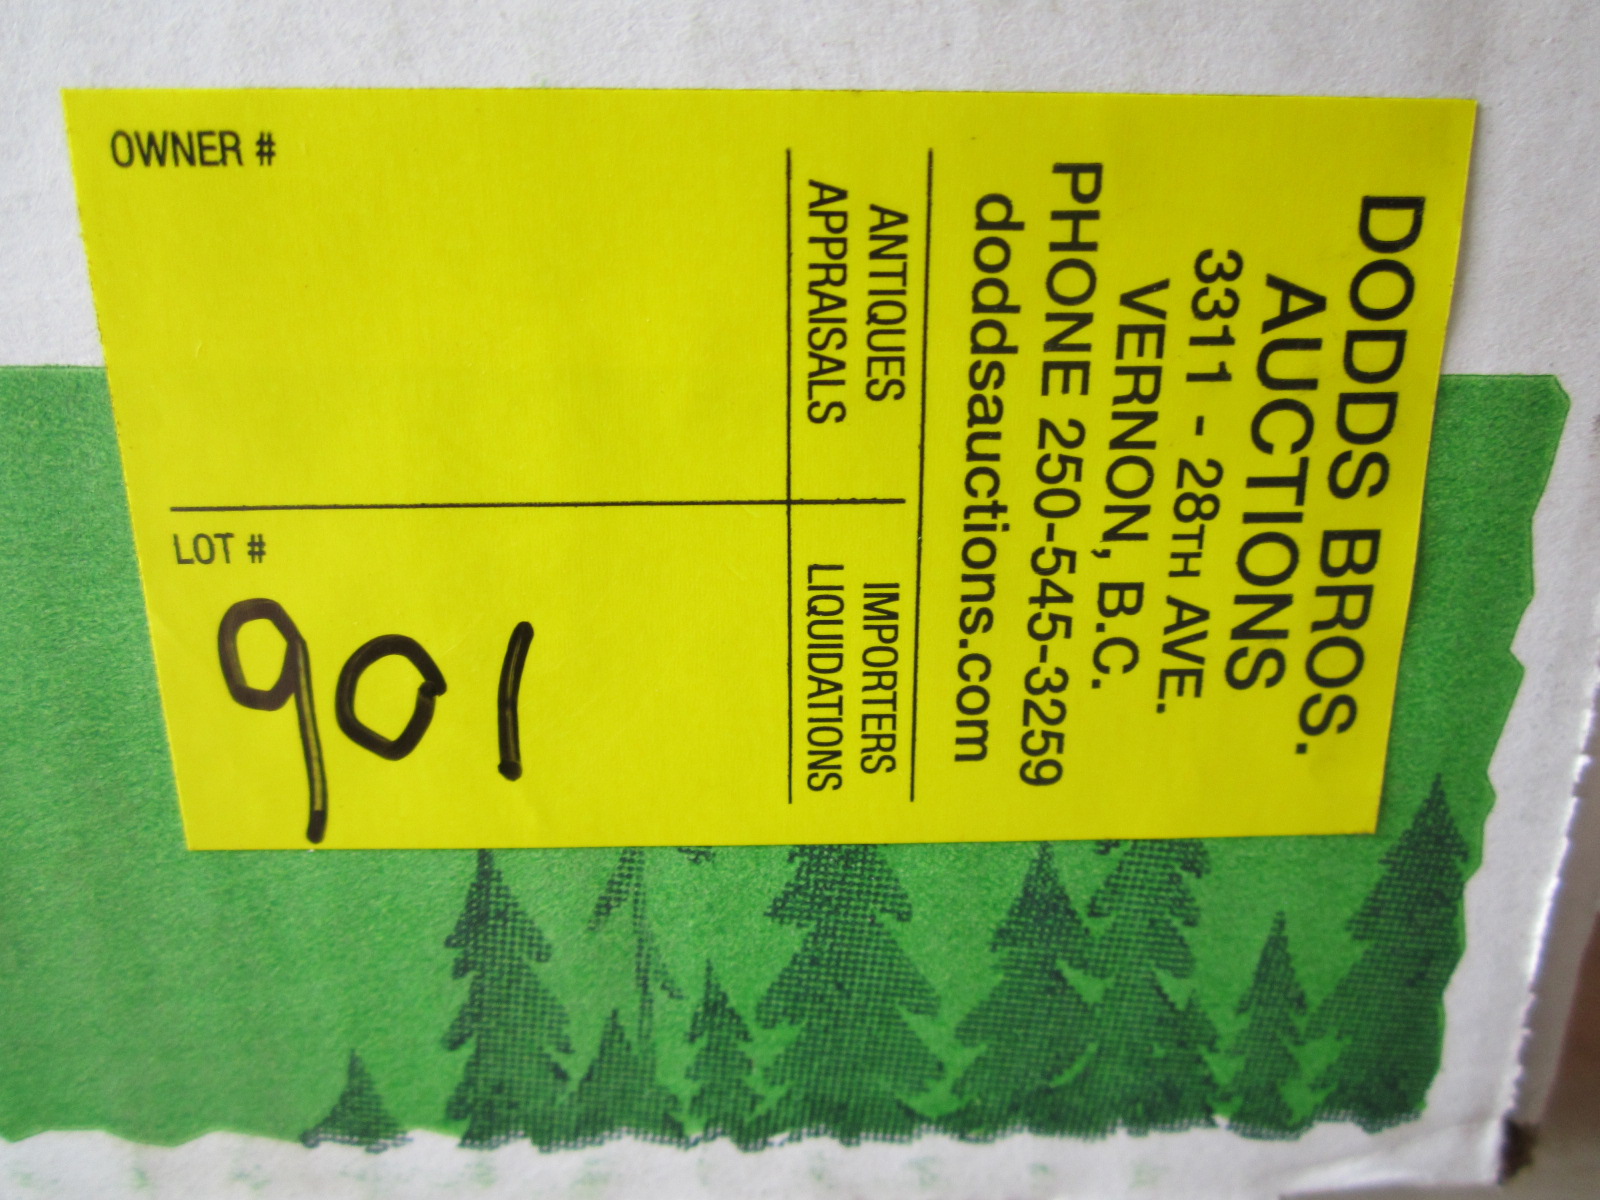 DODDS BROS.
AUCTIONS
3311 - 28TH AVE.
VERNON, B.C.
PHONE 250-545-3259
doddsauctions.com
ANTIQUES
APPRAISALS
IMPORTERS
LIQUIDATIONS
OWNER #
LOT #
901